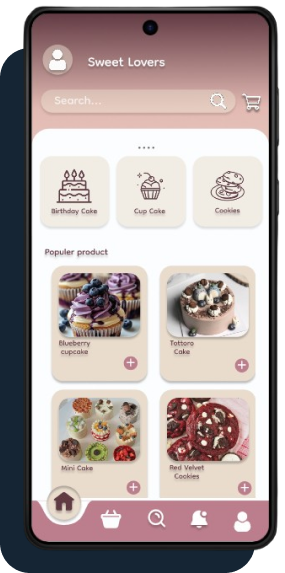 Sweet Lovers
Search...
Birthday Cake
Cup Cake
Cookies
Populer product
Blueberry
cupcake
Tottoro
Cake
Mini Cake
Red Velvet
Cookies